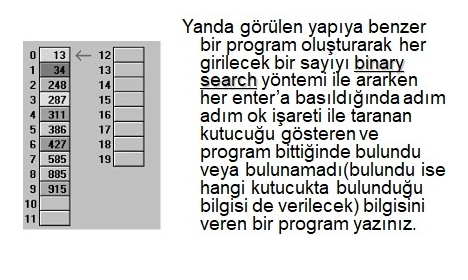 Yanda görülen yapıya benzer
bir program oluşturarak her
girilecek bir sayıyı binary
search yöntemi ile ararken
her enter'a basıldığında adım
adım ok işareti ile taranan
kutucuğu gösteren ve
program bittiğinde bulundu
veya bulunamadı(bulundu ise
hangi kutucukta bulunduğu
bilgisi de verilecek) bilgisini
veren bir program yazınız.
0 13 ← 12
1 34 13
2 248 14
3 287 15
4 311 16
5 386 17
6 427 18
7 585 19
8 885
9 915
10
11